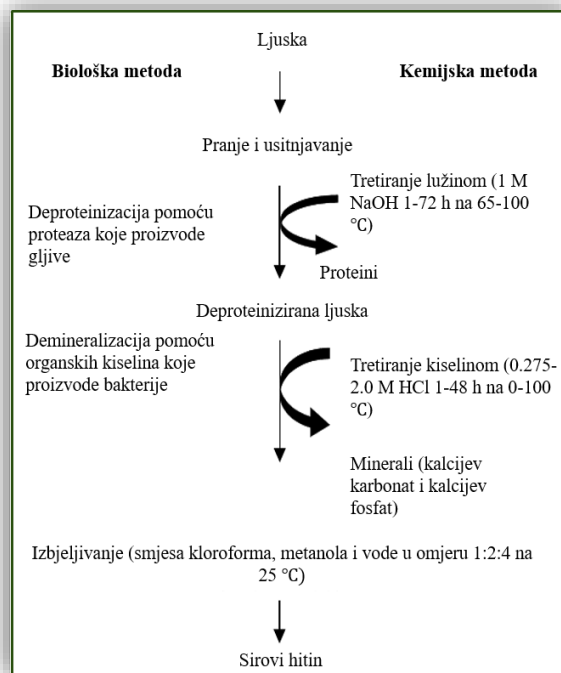 Ljuska
Biološka metoda
Kemijska metoda
Pranje i usitnjavanje
Deproteinizacija pomoću
proteaza koje proizvode
gljive
Tretiranje lužinom (1 M
NaOH 1-72 h na 65-100
°C)
Proteini
Deproteinizirana ljuska
Demineralizacija pomoću
organskih kiselina koje
proizvode bakterije
Tretiranje kiselinom (0.275-
2.0 M HCl 1-48 h na 0-100
°C)
Minerali (kalcijev
karbonat i kalcijev
fosfat)
Izbjeljivanje (smjesa kloroforma, metanola i vode u omjeru 1:2:4 na
25 °C)
Sirovi hitin